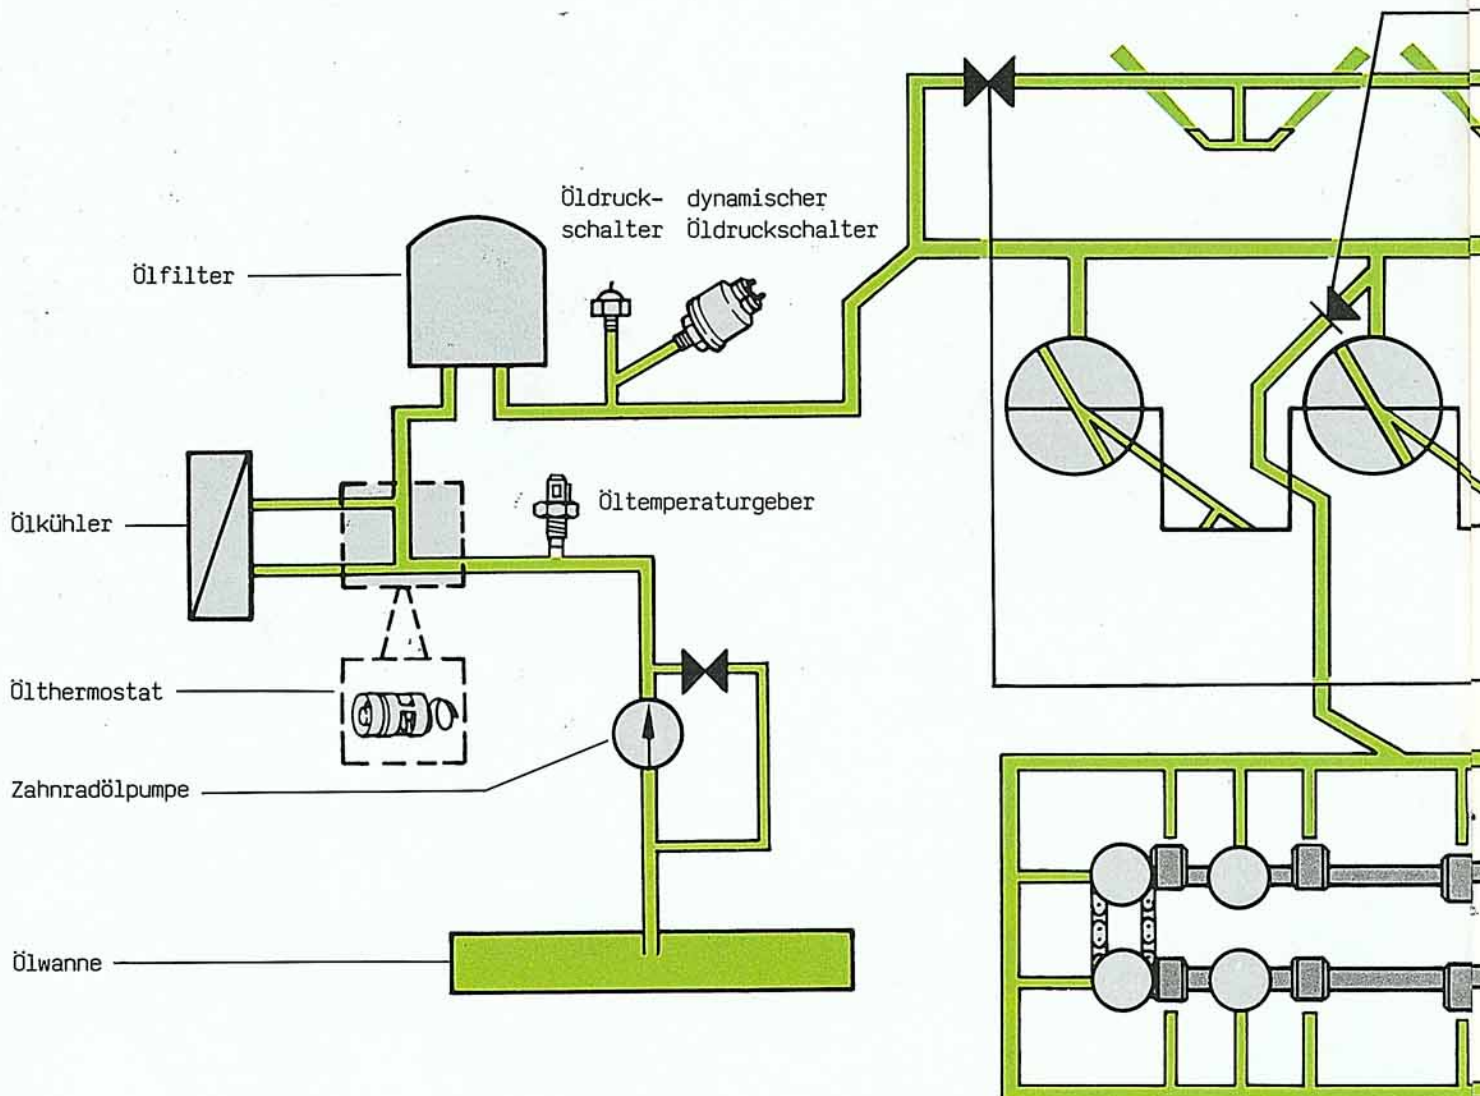 Öldruck-
schalter
dynamischer
Öldruckschalter
Ölfilter
Öltemperaturgeber
Ölkühler
Ölthermostat
Zahnradölpumpe
Ölwanne